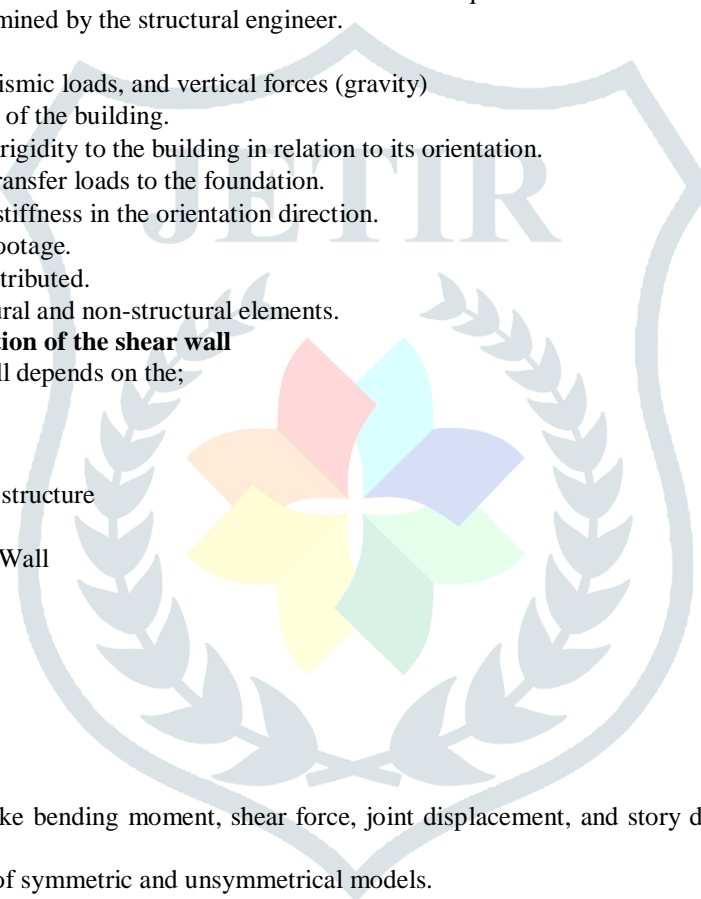 mined by the structural engineer.
ismic loads, and vertical forces (gravity)
of the building.
rigidity to the building in relation to its orientation.
ransfer loads to the foundation.
stiffness in the orientation direction.
JETIR
ootage.
tributed.
ural and non-structural elements.
tion of the shear wall
ll depends on the;
structure
Wall
ke bending moment, shear force, joint displacement, and story d
of symmetric and unsymmetrical models.